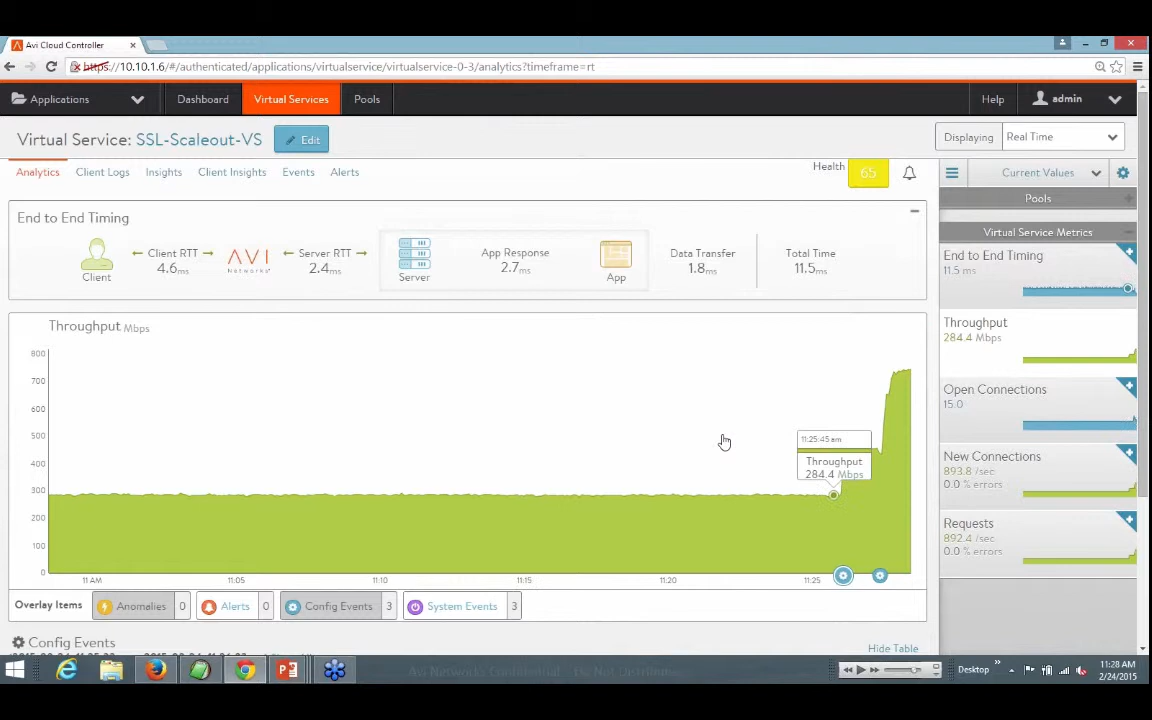 Avi Cloud Controller
https://10.10.1.6/#/authenticated/applications/virtualservice/virtualservice-0-3/analytics?timeframe=rt
Applications Dashboard Virtual Services Pools Help admin
Virtual Service: SSL-Scaleout-VS Edit Displaying Real Time
Analytics Client Logs Insights Client Insights Events Alerts Health 65 Current Values
Pools
End to End Timing
Virtual Service Metrics
Client RTT
4.6ms
AVI
Networks
Server RTT
2.4ms
App Response
2.7ms
Data Transfer
1.8ms
Total Time
11.5ms
Client Server App
End to End Timing
11.5 ms
Throughput Mbps
Throughput
284.4 Mbps
800
700
600
500
400
300
200
100
0
11:25:45 am
Throughput
284.4 Mbps
11 AM 11:05 11:10 11:15 11:20 11:25
Open Connections
15.0
New Connections
893.8 /sec
0.0 % errors
Requests
892.4 /sec
0.0 % errors
Overlay Items Anomalies 0 Alerts 0 Config Events 3 System Events 3
Config Events
Hide Table
Avi Networks Confidential - Do Not Distribute
Desktop
11:28 AM
2/24/2015